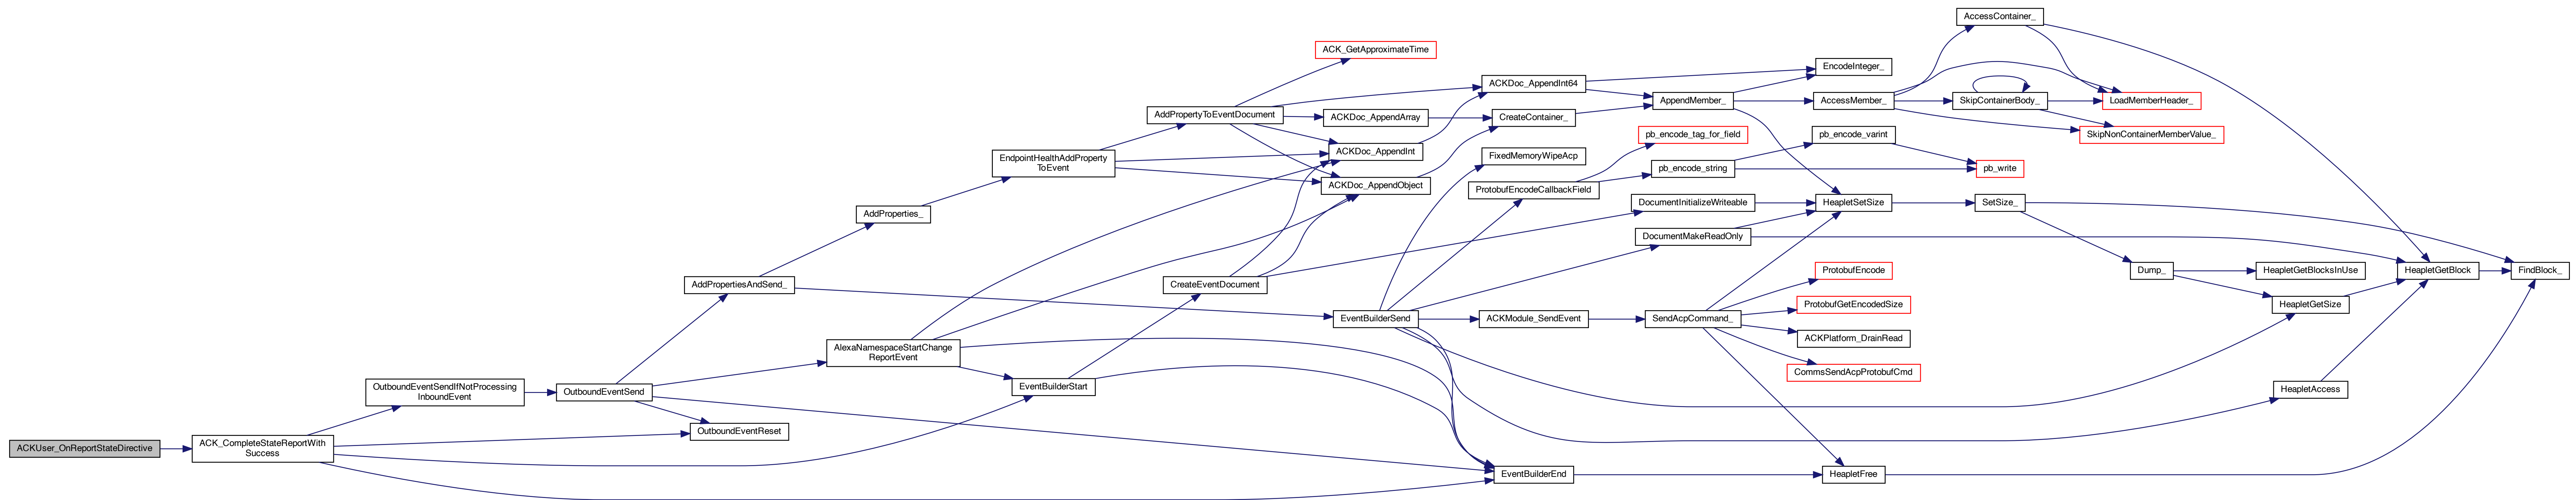 ACKUser_OnReportStateDirective
ACK_CompleteStateReportWith
Success
OutboundEventSendIfNotProcessing
InboundEvent
OutboundEventSend
OutboundEventReset
AddPropertiesAndSend_
AlexaNamespaceStartChange
ReportEvent
AddProperties_
EndpointHealthAddProperty
ToEvent
EventBuilderStart
AddPropertyToEventDocument
CreateEventDocument
ACK_GetApproximateTime
ACKDoc_AppendArray
ACKDoc_AppendInt
ACKDoc_AppendObject
EventBuilderSend
ACKDoc_AppendInt64
CreateContainer_
FixedMemoryWipeAcp
ProtobufEncodeCallbackField
ACKModule_SendEvent
EventBuilderEnd
AppendMember_
pb_encode_tag_for_field
pb_encode_string
DocumentInitializeWriteable
DocumentMakeReadOnly
SendAcpCommand_
EncodeInteger_
AccessMember_
pb_encode_varint
HeapletSetSize
ProtobufEncode
ProtobufGetEncodedSize
ACKPlatform_DrainRead
CommsSendAcpProtobufCmd
HeapletFree
AccessContainer_
SkipContainerBody_
pb_write
SetSize_
LoadMemberHeader_
SkipNonContainerMemberValue_
Dump_
HeapletGetBlocksInUse
HeapletGetSize
HeapletAccess
HeapletGetBlock
FindBlock_